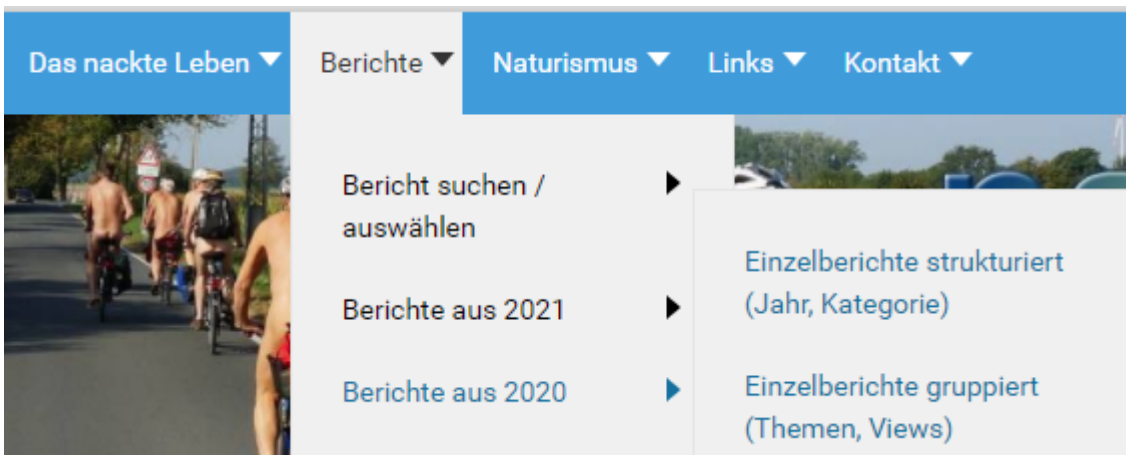 Das nackte Leben
Berichte
Naturismus
Links
Kontakt
Bericht suchen /
auswählen
Berichte aus 2021
Berichte aus 2020
Einzelberichte strukturiert
(Jahr, Kategorie)
Einzelberichte gruppiert
(Themen, Views)